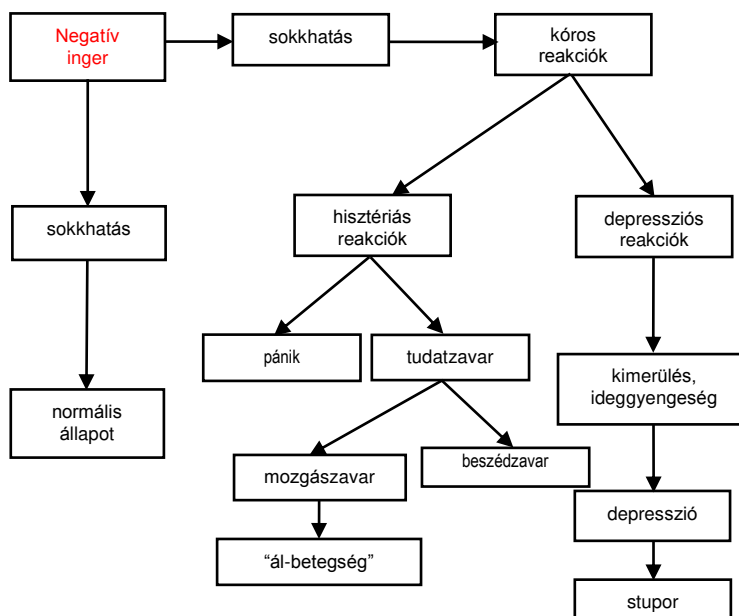 Negatív
inger
sokkhatás
kóros
reakciók
sokkhatás
hisztériás
reakciók
depressziós
reakciók
pánik
tudatzavar
kimerülés,
ideggyengeség
normális
állapot
mozgászavar
beszédzavar
depresszió
“ál-betegség”
stupor